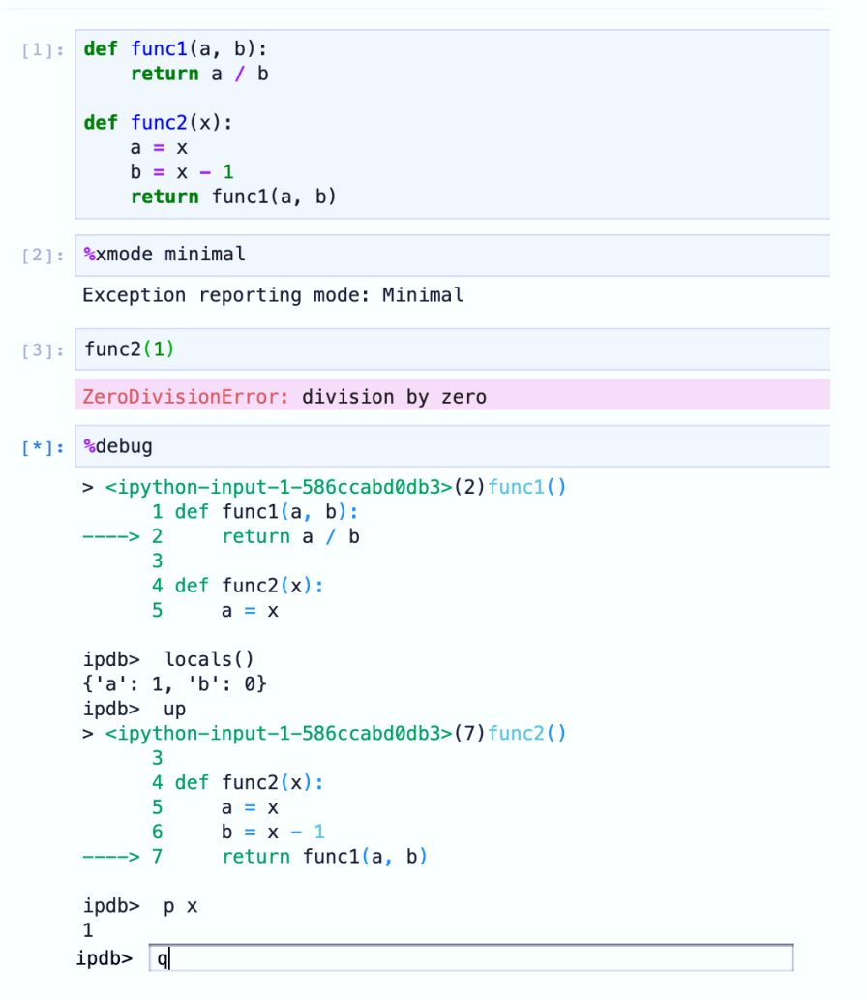 [1]: def func1(a, b):
    return a / b
def func2(x):
    a = x
    b = x - 1
    return func1(a, b)
[2]: %xmode minimal
Exception reporting mode: Minimal
[3]: func2(1)
ZeroDivisionError: division by zero
[*]: %debug
> <ipython-input-1-586ccabd0db3>(2)func1()
      1 def func1(a, b):
----> 2     return a / b
      3
      4 def func2(x):
      5     a = x
ipdb>  locals()
{'a': 1, 'b': 0}
ipdb>  up
> <ipython-input-1-586ccabd0db3>(7)func2()
      3
      4 def func2(x):
      5     a = x
      6     b = x - 1
----> 7     return func1(a, b)
ipdb>  p x
1
ipdb> q